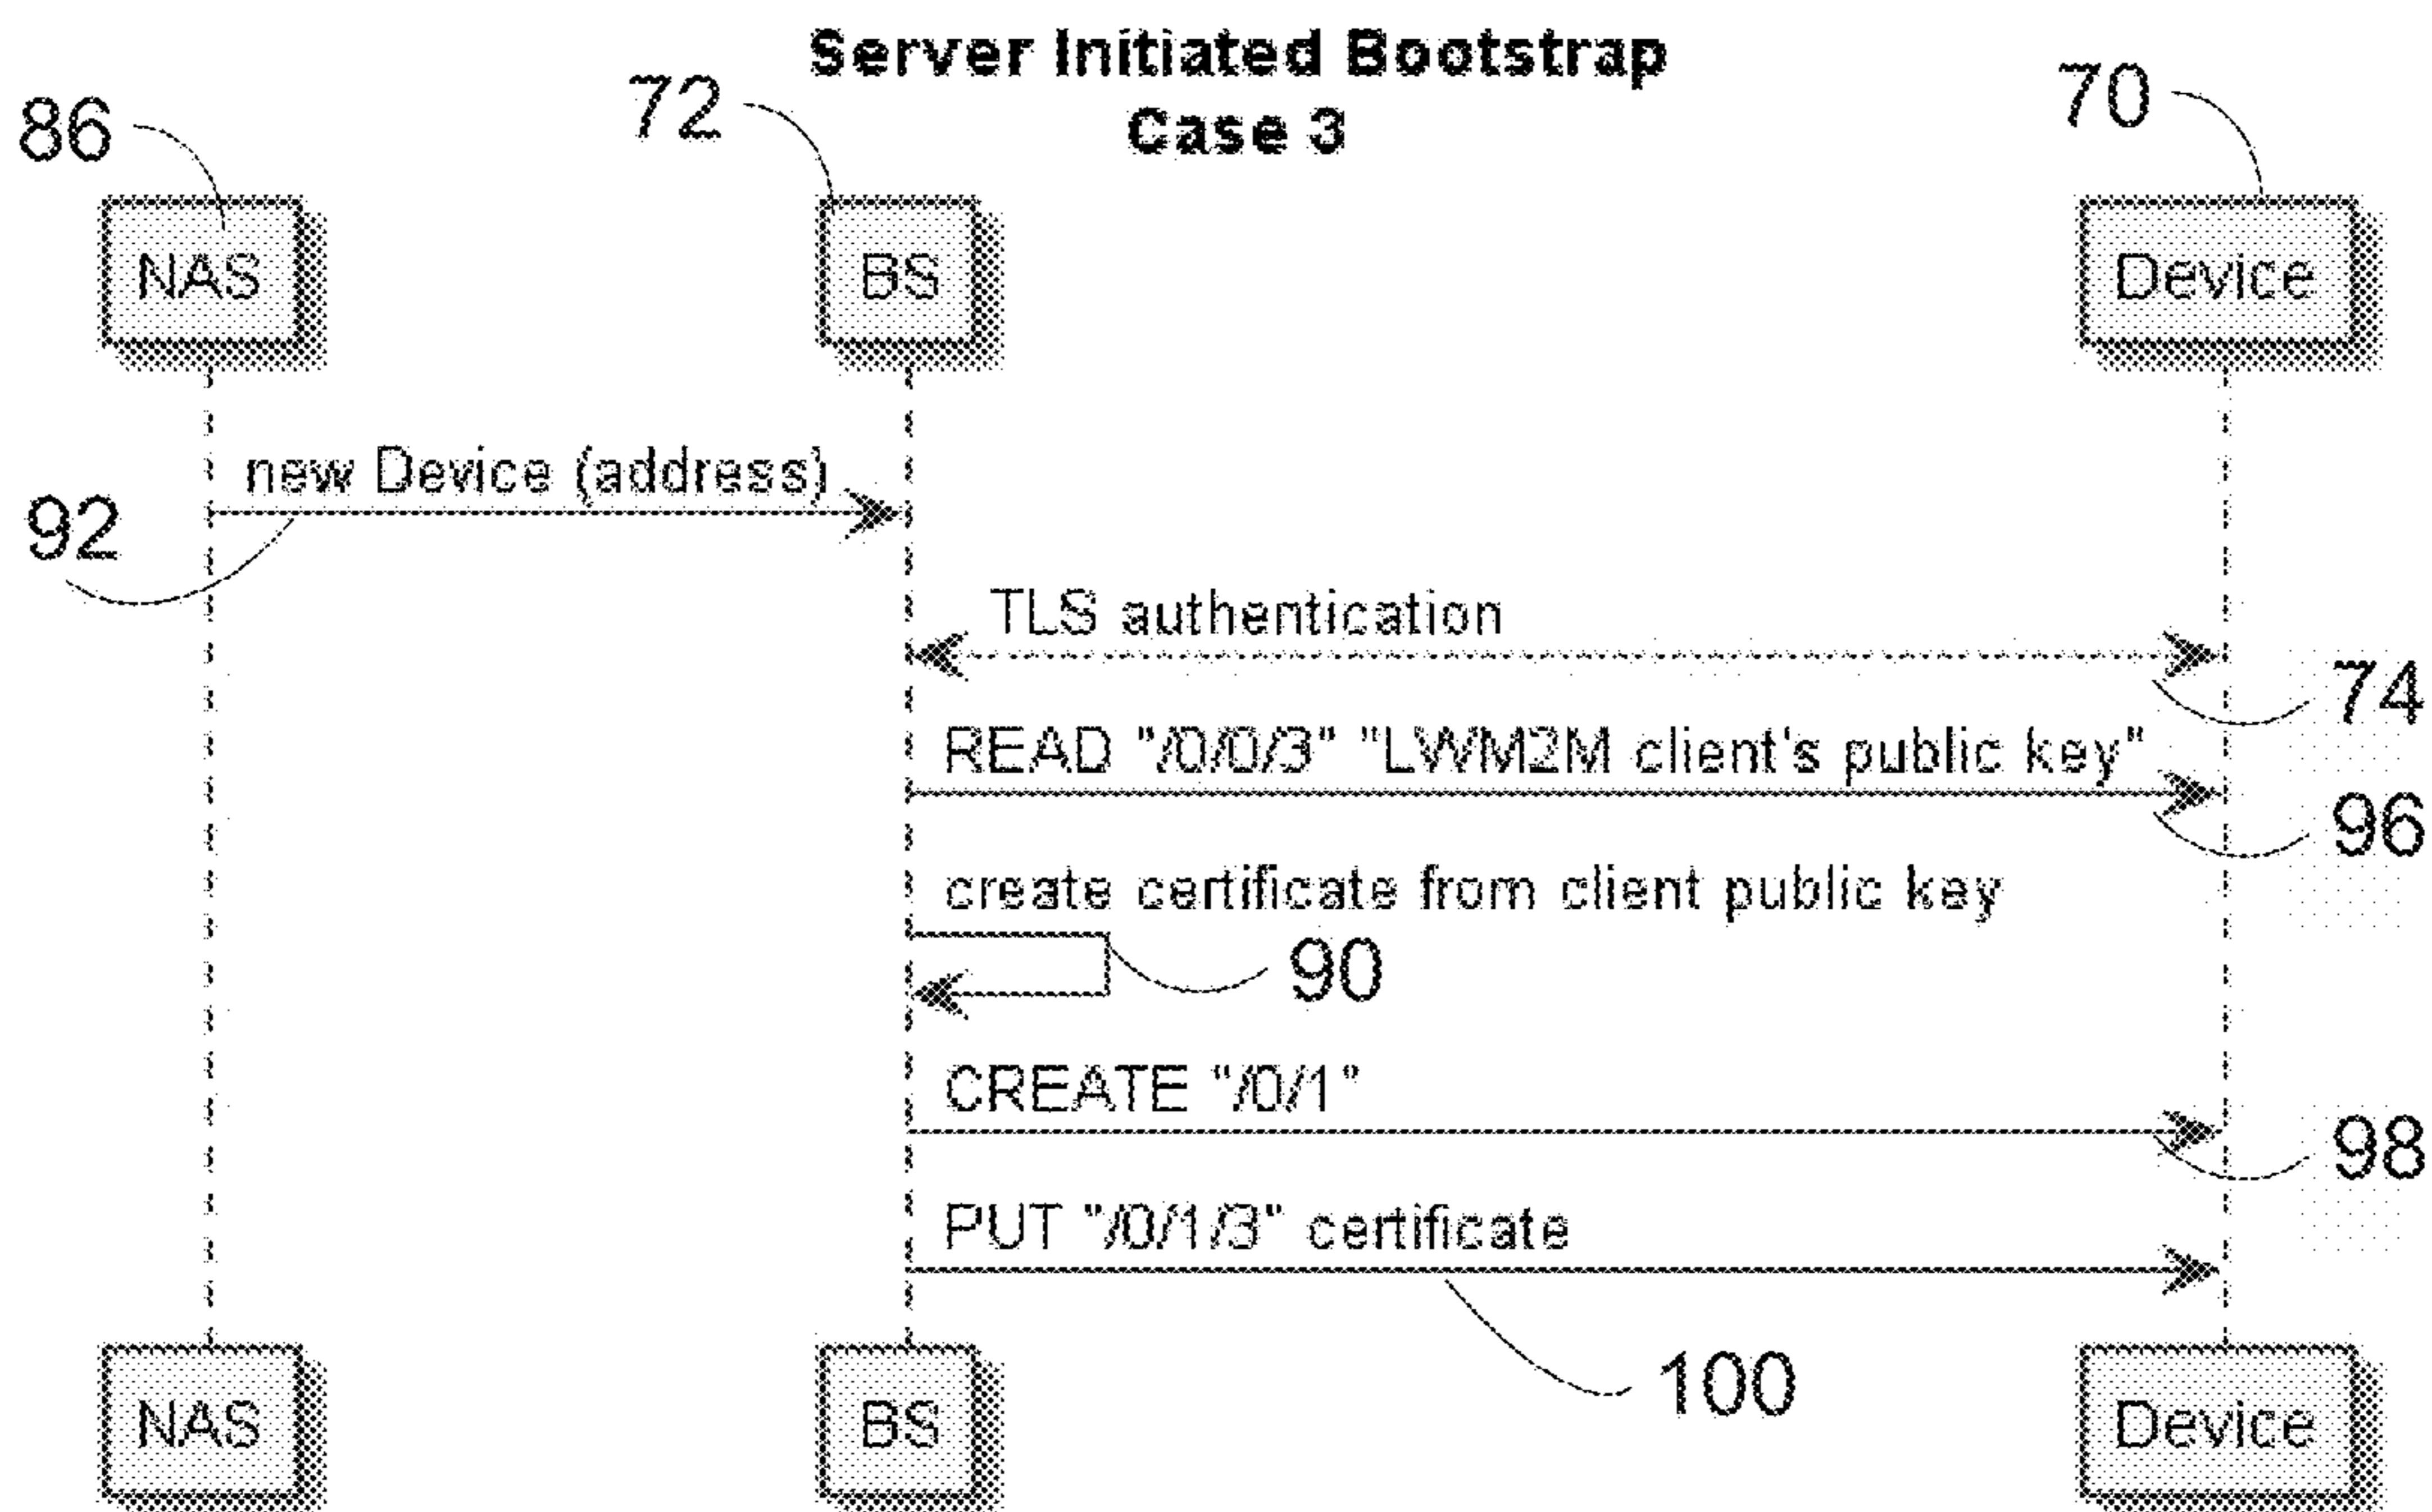 Server Initiated Bootstrap
Case 3
86
72
70
NAS
BS
Device
new Device (address)
92
TLS authentication
74
READ "/0/0/3" "LWM2M client's public key"
96
create certificate from client public key
90
CREATE "/0/1"
98
PUT "/0/1/3" certificate
100
NAS
BS
Device